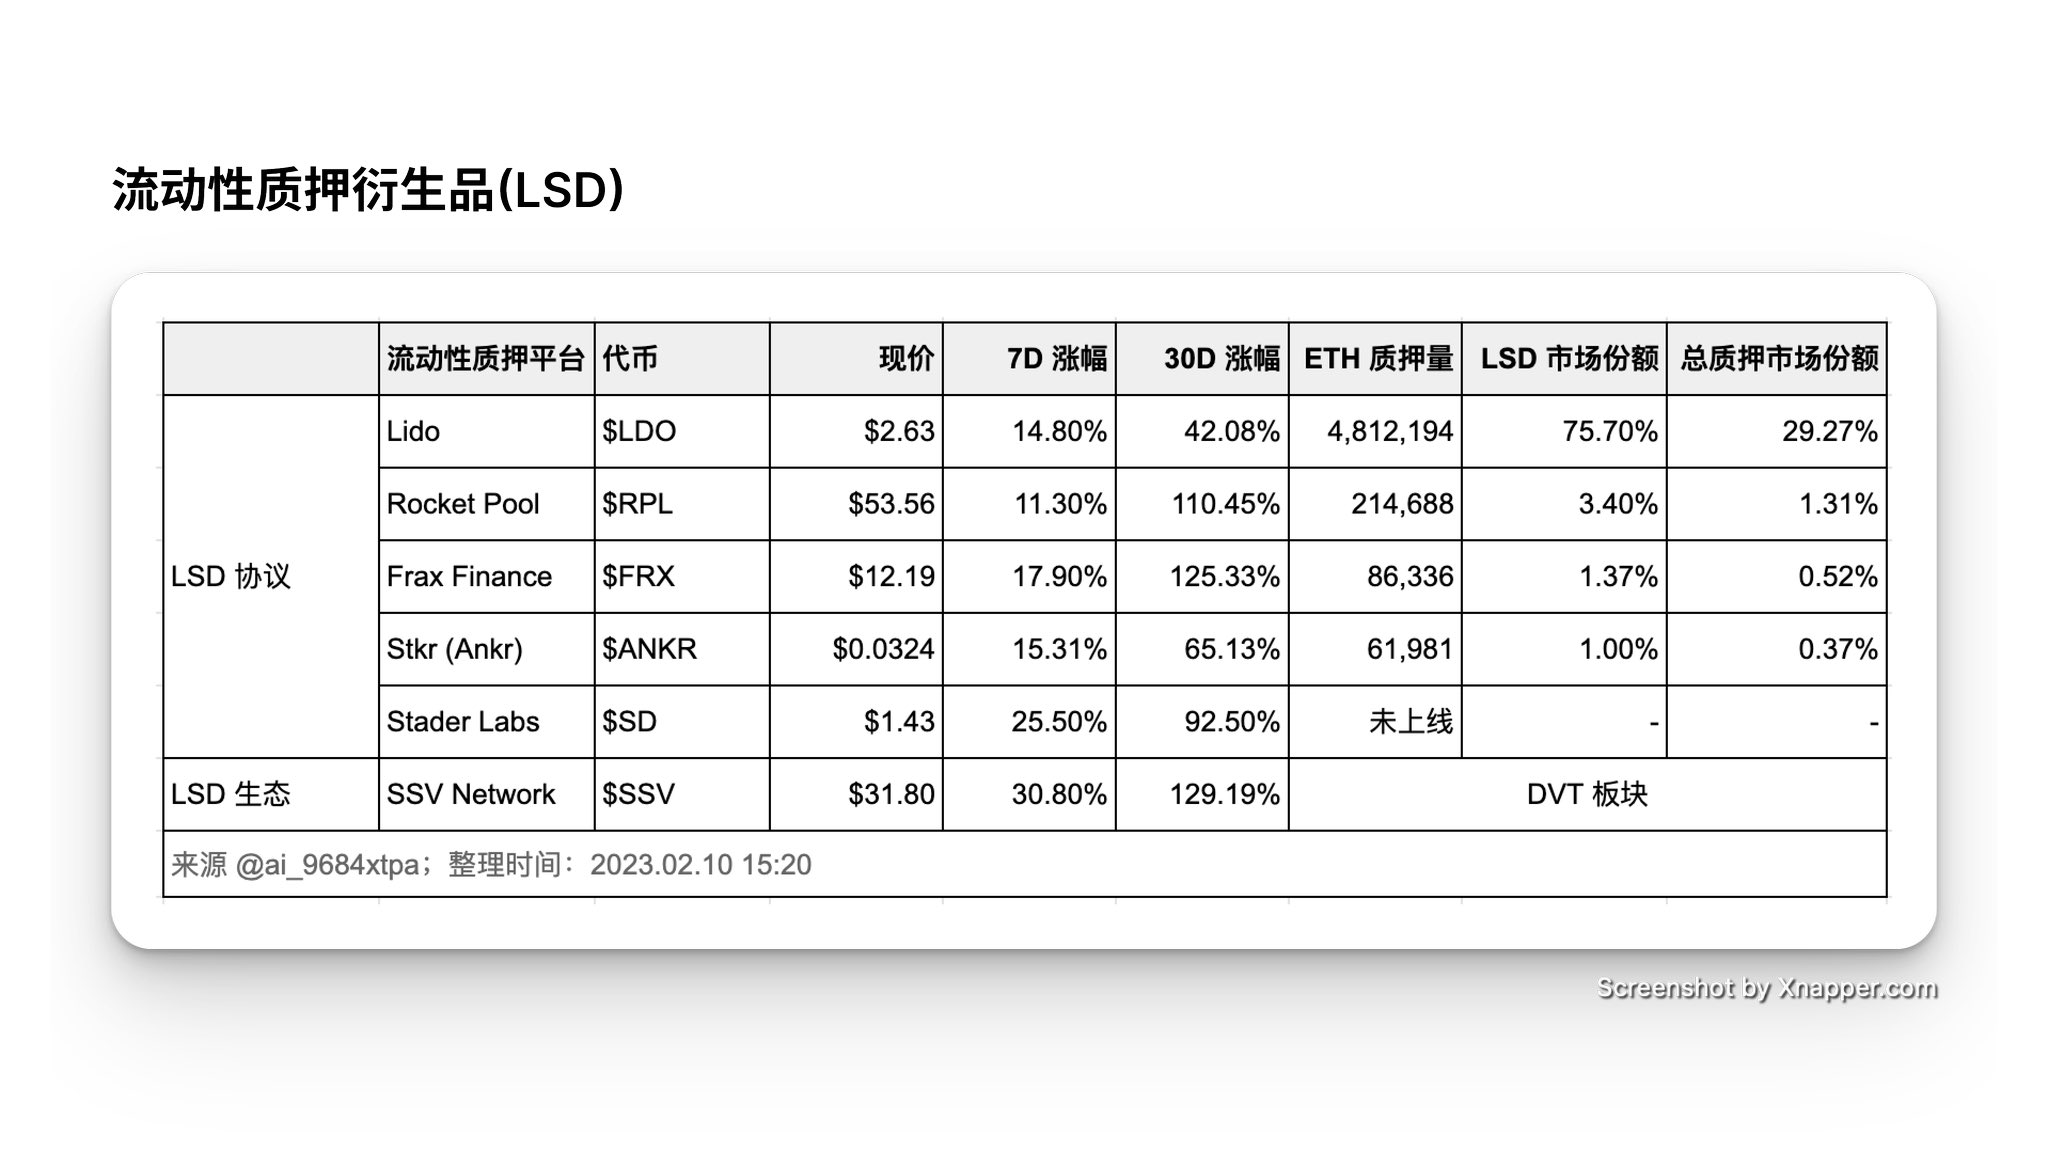 流动性质押衍生品(LSD)
流动性质押平台 代币 现价 7D 涨幅 30D 涨幅 ETH 质押量 LSD 市场份额 总质押市场份额
LSD 协议
Lido $LDO $2.63 14.80% 42.08% 4,812,194 75.70% 29.27%
Rocket Pool $RPL $53.56 11.30% 110.45% 214,688 3.40% 1.31%
Frax Finance $FRX $12.19 17.90% 125.33% 86,336 1.37% 0.52%
Stkr (Ankr) $ANKR $0.0324 15.31% 65.13% 61,981 1.00% 0.37%
Stader Labs $SD $1.43 25.50% 92.50% 未上线 - -
LSD 生态 SSV Network $SSV $31.80 30.80% 129.19% DVT 板块
来源 @ai_9684xtpa；整理时间：2023.02.10 15:20
Screenshot by Xnapper.com